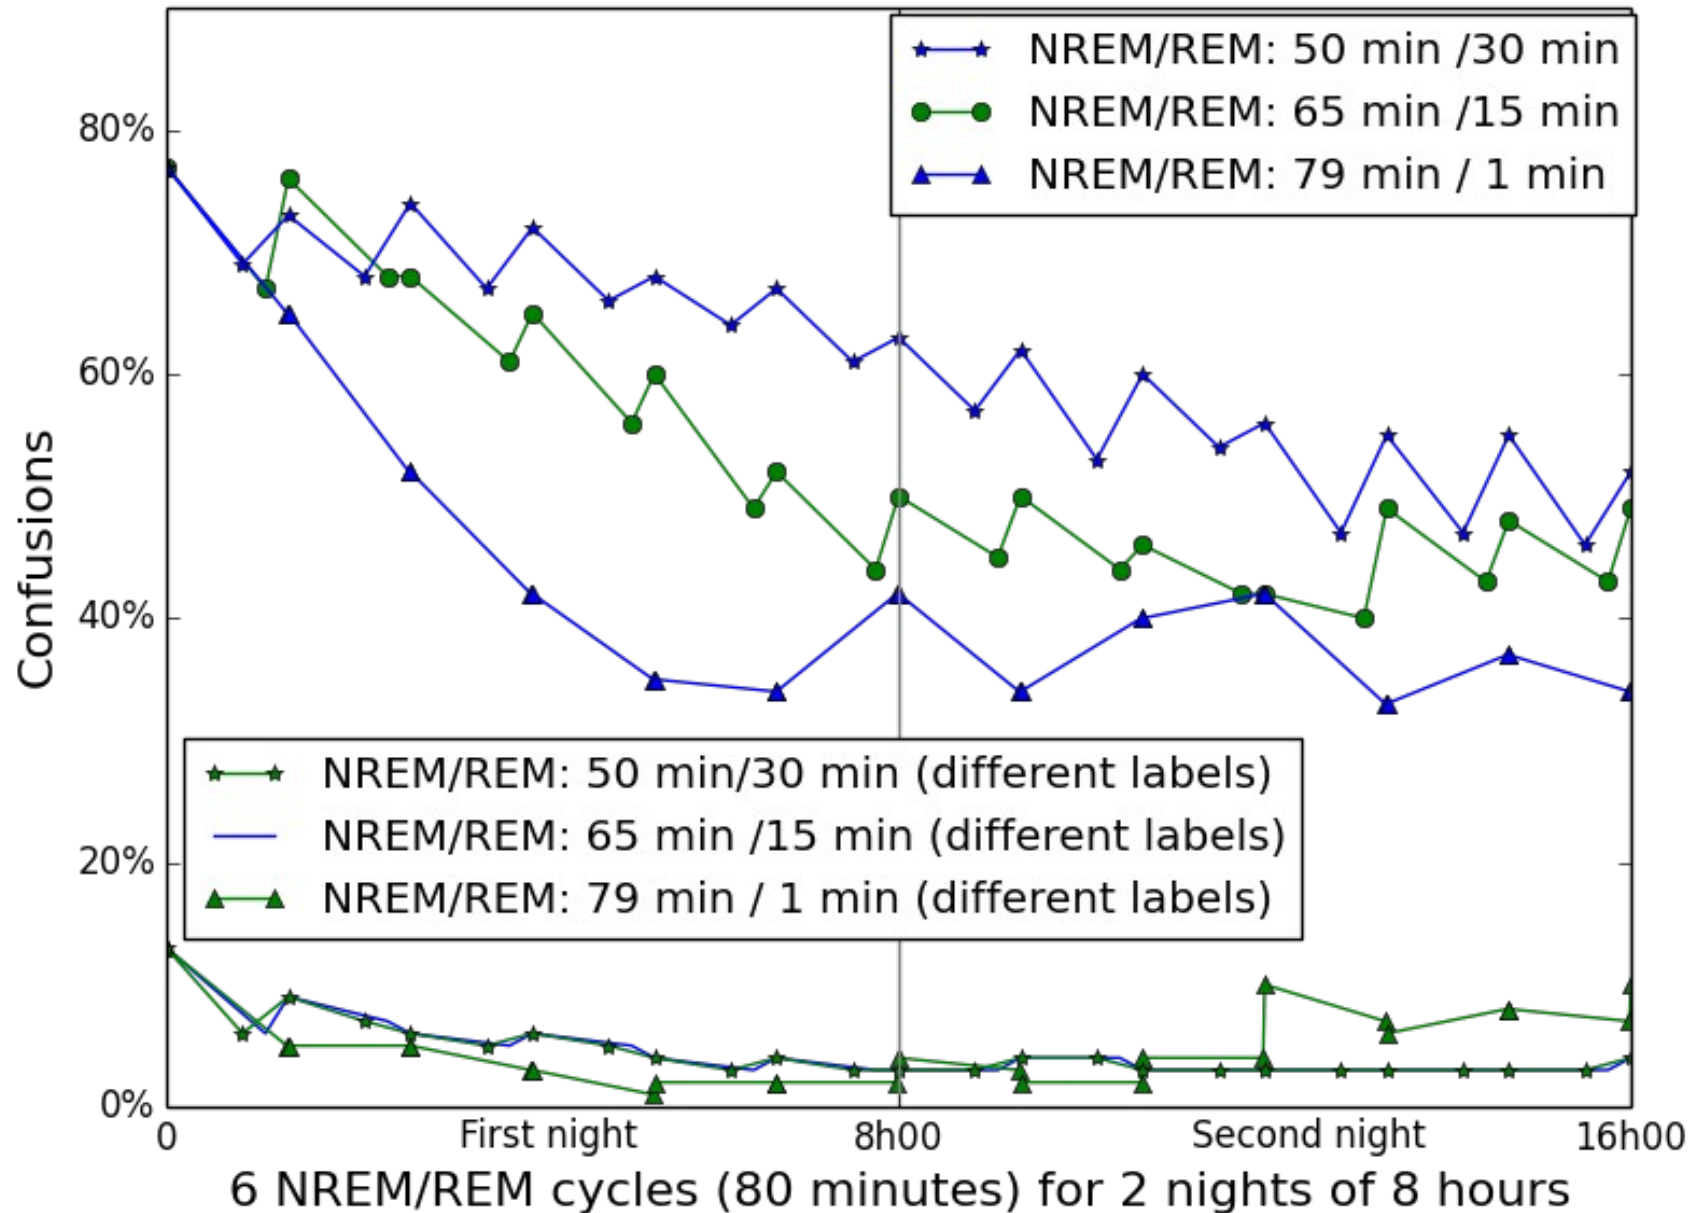 NREM/REM: 50 min /30 min
NREM/REM: 65 min /15 min
NREM/REM: 79 min / 1 min
80%
60%
40%
20%
0%
Confusions
NREM/REM: 50 min/30 min (different labels)
NREM/REM: 65 min /15 min (different labels)
NREM/REM: 79 min / 1 min (different labels)
0 First night 8h00 Second night 16h00
6 NREM/REM cycles (80 minutes) for 2 nights of 8 hours